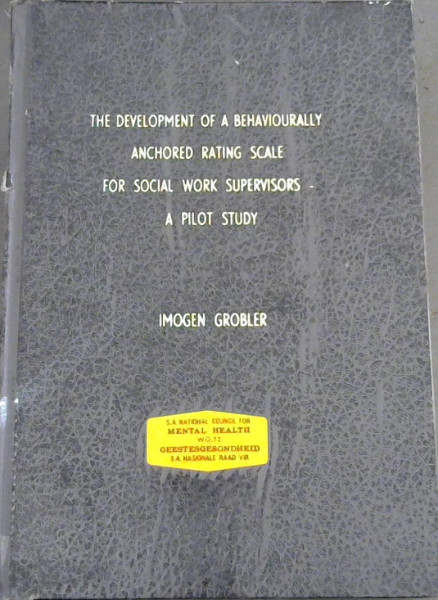 THE DEVELOPMENT OF A BEHAVIOURALLY
ANCHORED RATING SCALE
FOR SOCIAL WORK SUPERVISORS -
A PILOT STUDY
IMOGEN GROBLER
S.A. NATIONAL COUNCIL FOR
MENTAL HEALTH
W.O.72
GEESTESGESONDHEID
S.A. NASIONALE RAAD VIR